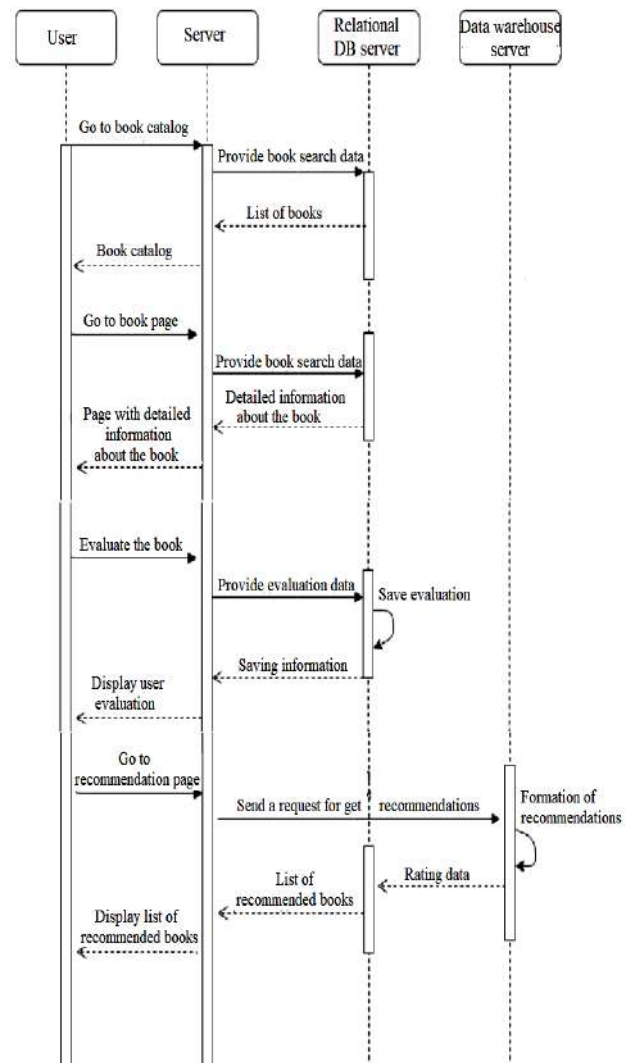 User
Server
Relational
DB server
Data warehouse
server
Go to book catalog
Provide book search data
List of books
Book catalog
Go to book page
Provide book search data
Detailed information
about the book
Page with detailed
information
about the book
Evaluate the book
Provide evaluation data
Save evaluation
Saving information
Display user
evaluation
Go to
recommendation page
Send a request for get recommendations
Formation of
recommendations
Rating data
List of
recommended books
Display list of
recommended books